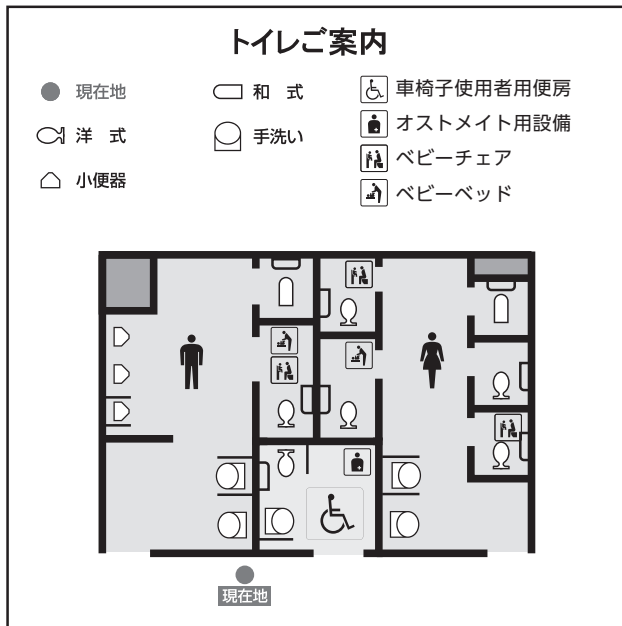 トイレご案内
現在地
和 式
車椅子使用者用便房
洋 式
手洗い
オストメイト用設備
小便器
ベビーチェア
ベビーベッド
現在地